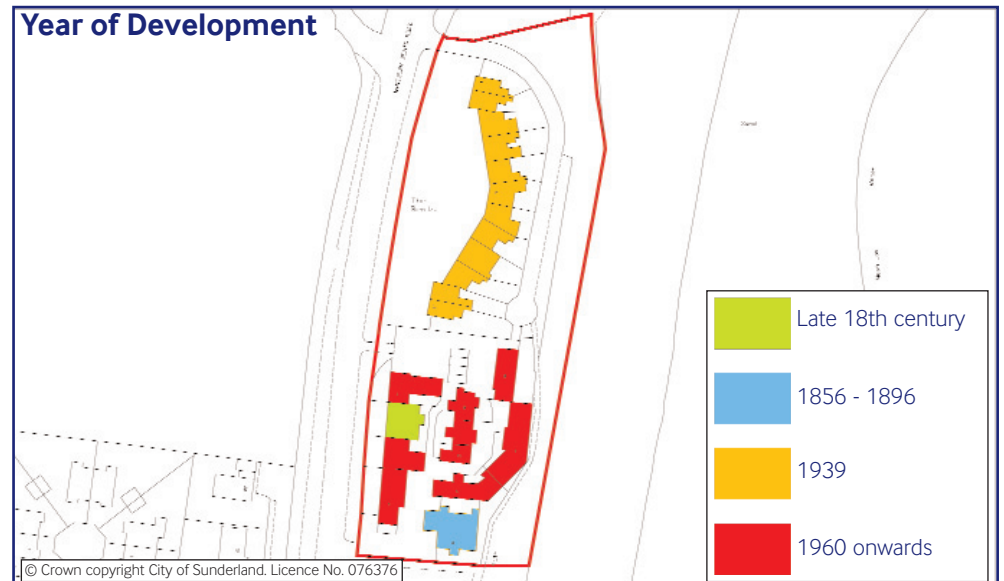 Year of Development
Late 18th century
1856 - 1896
1939
1960 onwards
© Crown copyright City of Sunderland. Licence No. 076376